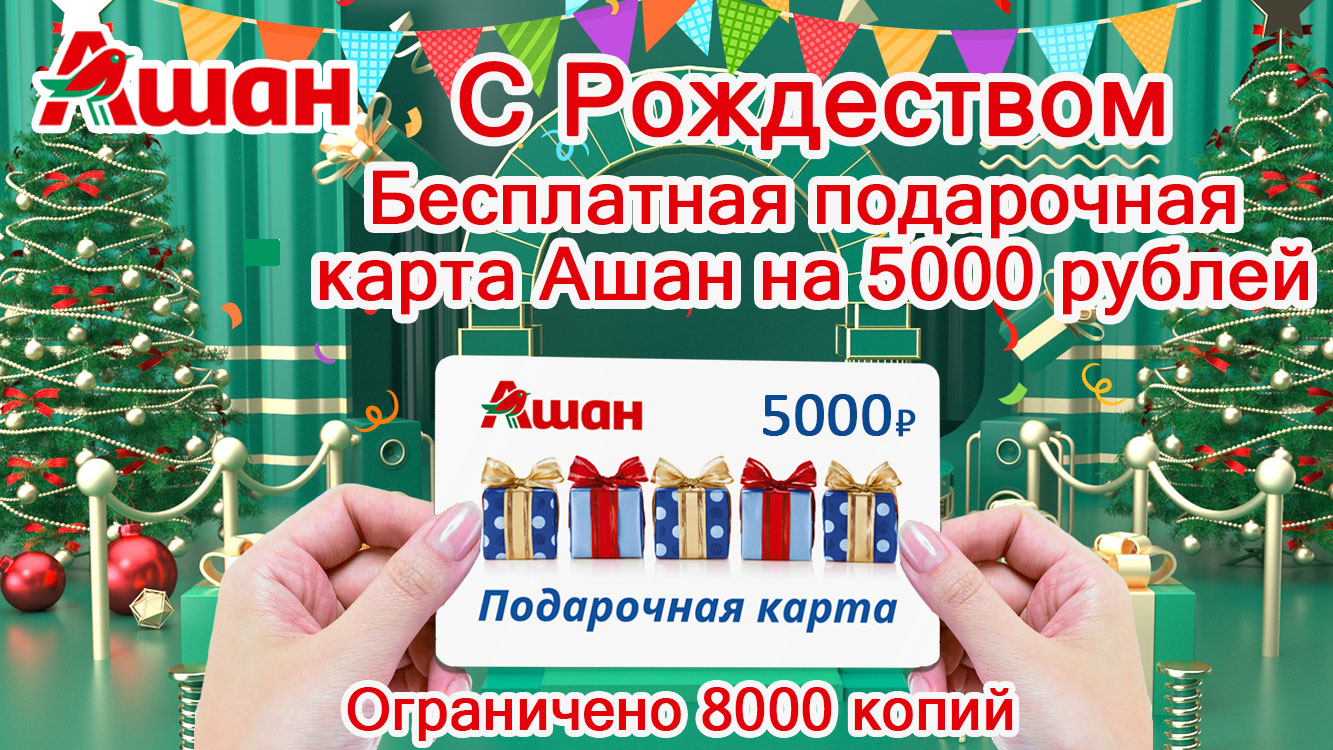 Ашан
С Рождеством
Бесплатная подарочная
карта Ашан на 5000 рублей
Ашан
5000₽
Подарочная карта
Ограничено 8000 копий